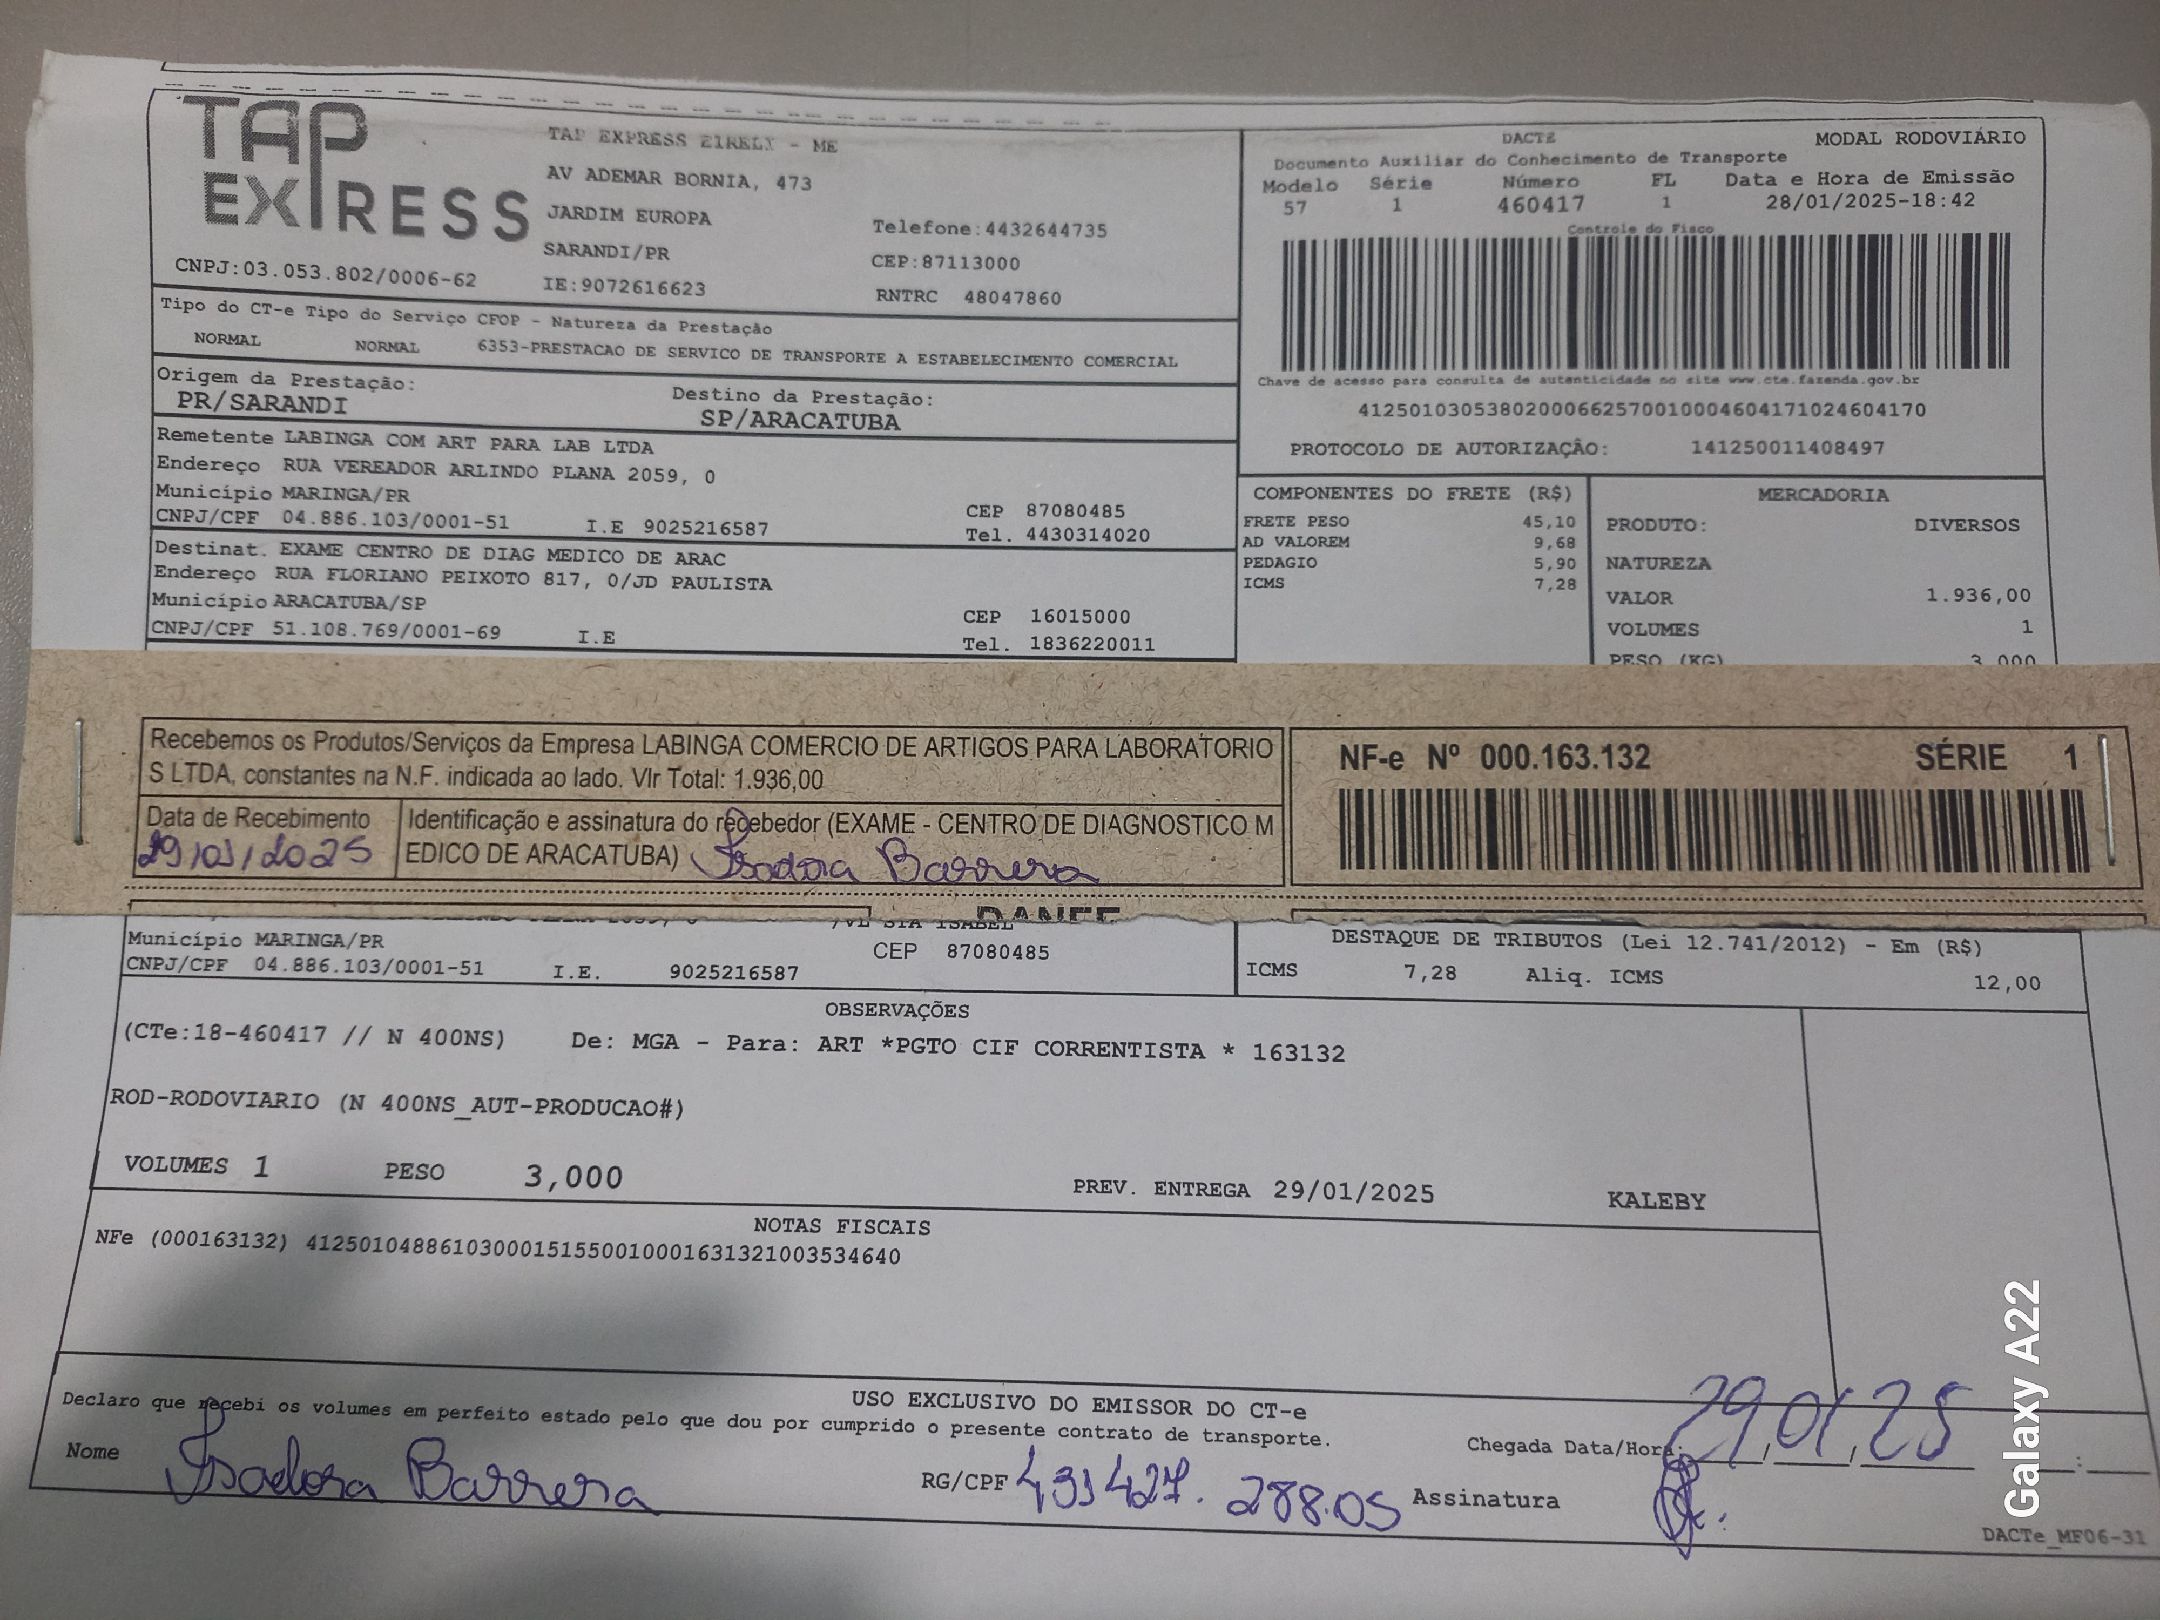 TAP
EXPRESS
TAP EXPRESS EIRELI - ME
AV ADEMAR BORNIA, 473
JARDIM EUROPA
SARANDI/PR
Telefone:4432644735
CEP:87113000
CNPJ:03.053.802/0006-62
IE:9072616623
RNTRC 48047860
DACTE
MODAL RODOVIÁRIO
Documento Auxiliar do Conhecimento de Transporte
Modelo Série Número FL Data e Hora de Emissão
57 1 460417 1 28/01/2025-18:42
Controle do Fisco
Chave de acesso para consulta de autenticidade no site www.cte.fazenda.gov.br
41250103053802000662570010004604171024604170
PROTOCOLO DE AUTORIZAÇÃO: 141250011408497
Tipo do CT-e Tipo do Serviço CFOP - Natureza da Prestação
NORMAL NORMAL 6353-PRESTACAO DE SERVICO DE TRANSPORTE A ESTABELECIMENTO COMERCIAL
Origem da Prestação: Destino da Prestação:
PR/SARANDI SP/ARACATUBA
Remetente LABINGA COM ART PARA LAB LTDA
Endereço RUA VEREADOR ARLINDO PLANA 2059, 0
Município MARINGA/PR CEP 87080485
CNPJ/CPF 04.886.103/0001-51 I.E 9025216587 Tel. 4430314020
Destinat. EXAME CENTRO DE DIAG MEDICO DE ARAC
Endereço RUA FLORIANO PEIXOTO 817, 0/JD PAULISTA
Município ARACATUBA/SP CEP 16015000
CNPJ/CPF 51.108.769/0001-69 I.E Tel. 1836220011
COMPONENTES DO FRETE (R$)
FRETE PESO 45,10
AD VALOREM 9,68
PEDAGIO 5,90
ICMS 7,28
MERCADORIA
PRODUTO: DIVERSOS
NATUREZA
VALOR 1.936,00
VOLUMES 1
PESO (KG) 3,000
Recebemos os Produtos/Serviços da Empresa LABINGA COMERCIO DE ARTIGOS PARA LABORATORIO
S LTDA, constantes na N.F. indicada ao lado. Vlr Total: 1.936,00
Data de Recebimento
29/01/2025
Identificação e assinatura do recebedor (EXAME - CENTRO DE DIAGNOSTICO M
EDICO DE ARACATUBA) Isadora Barrera
NF-e Nº 000.163.132 SÉRIE 1
DANFE
Município MARINGA/PR CEP 87080485
CNPJ/CPF 04.886.103/0001-51 I.E. 9025216587
DESTAQUE DE TRIBUTOS (Lei 12.741/2012) - Em (R$)
ICMS 7,28 Aliq. ICMS 12,00
OBSERVAÇÕES
(CTe:18-460417 // N 400NS) De: MGA - Para: ART *PGTO CIF CORRENTISTA * 163132
ROD-RODOVIARIO (N 400NS_AUT-PRODUCAO#)
VOLUMES 1 PESO 3,000 PREV. ENTREGA 29/01/2025 KALEBY
NOTAS FISCAIS
NFe (000163132) 41250104886103000151550010001631321003534640
USO EXCLUSIVO DO EMISSOR DO CT-e
Declaro que recebi os volumes em perfeito estado pelo que dou por cumprido o presente contrato de transporte.
Nome Isadora Barrera RG/CPF 431427.288.05 Assinatura
Chegada Data/Hora: 29/01/25
DACTe_MF06-31
Galaxy A22